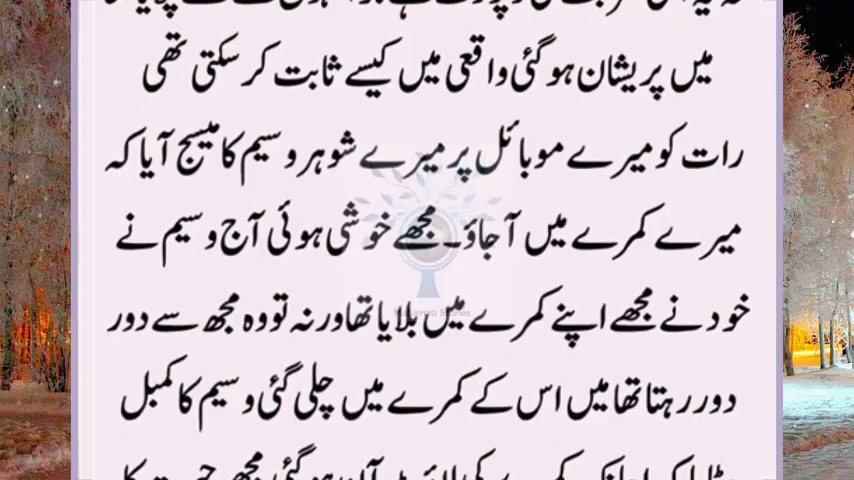 میں پریشان ہو گئی واقعی میں کیسے ثابت کر سکتی تھی
رات کو میرے موبائل پر میرے شوہر وسیم کا میسج آیا کہ
میرے کمرے میں آ جاؤ۔ مجھے خوشی ہوئی آج وسیم نے
خود نے مجھے اپنے کمرے میں بلایا تھا ورنہ تو وہ مجھ سے دور
دور رہتا تھا میں اس کے کمرے میں چلی گئی وسیم کا کمبل